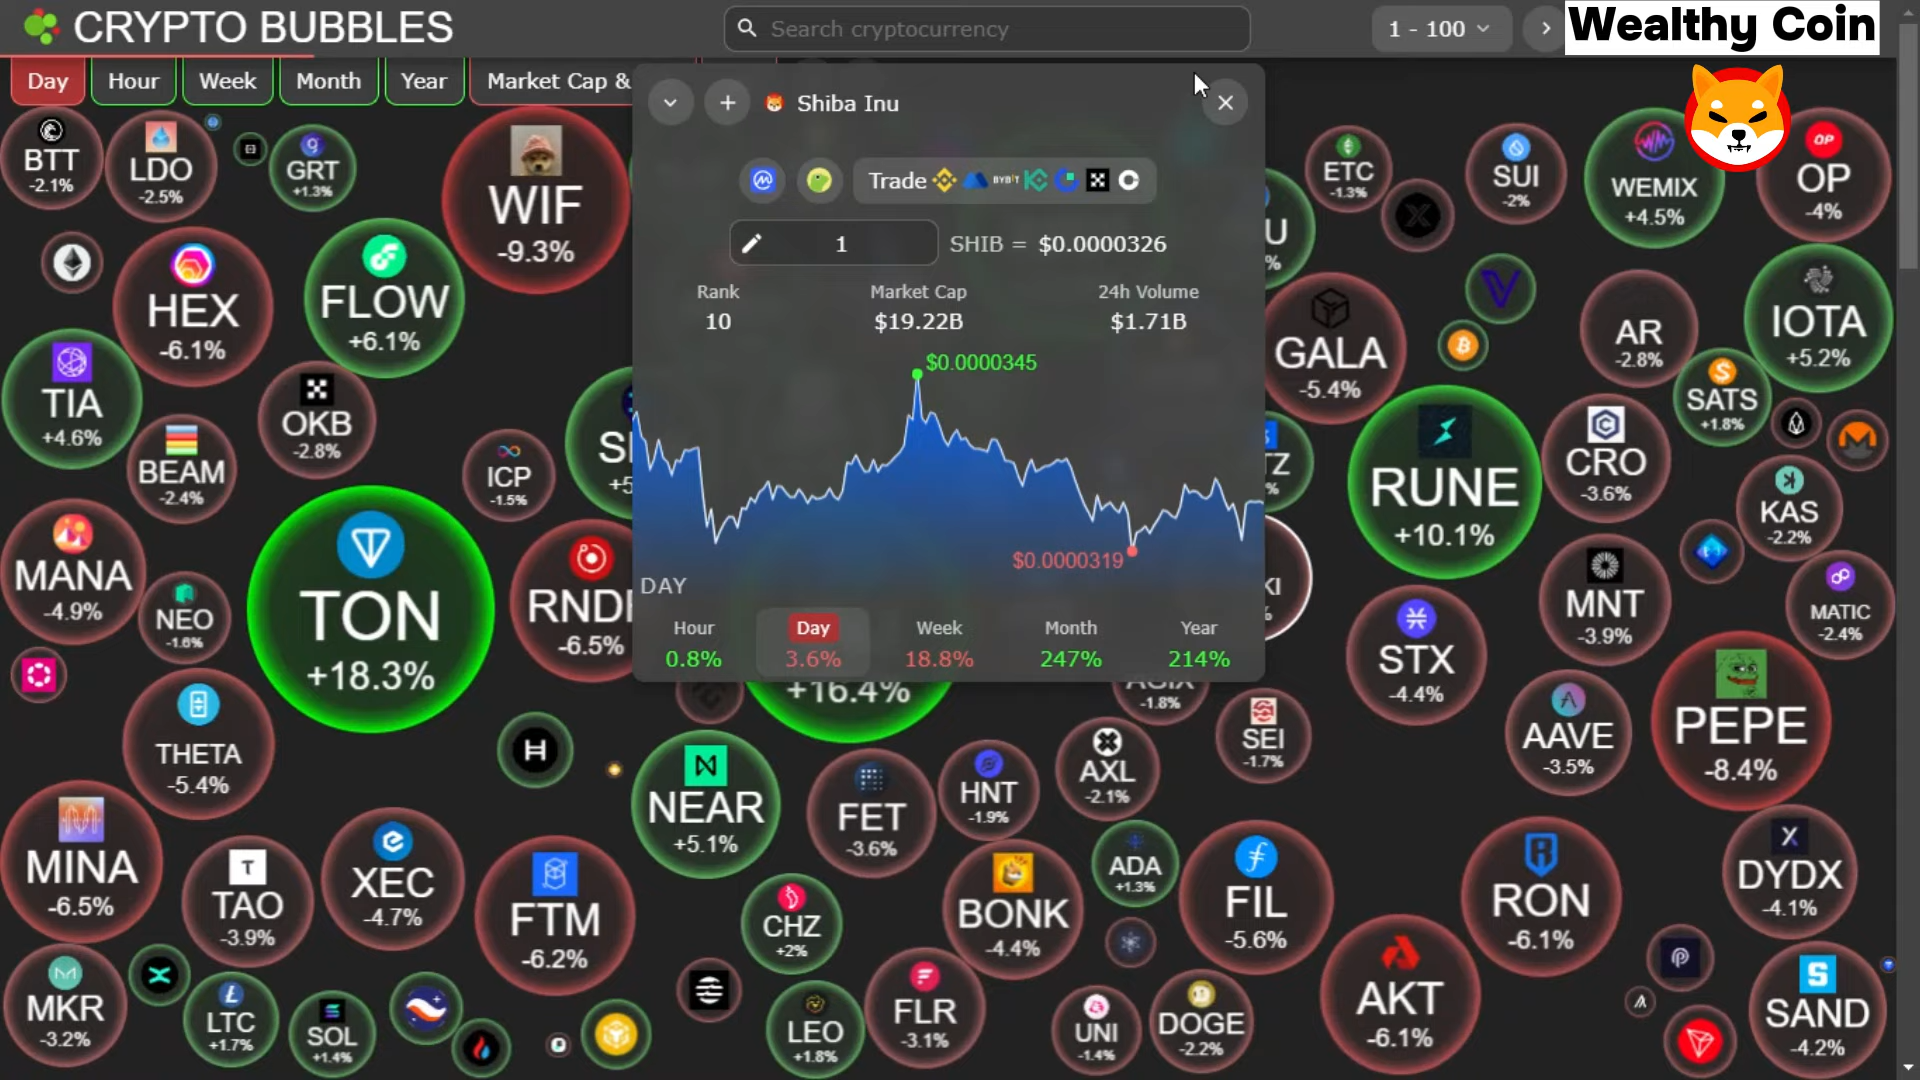 CRYPTO BUBBLES
Search cryptocurrency
1 - 100
Wealthy Coin
Day
Hour
Week
Month
Year
Market Cap &
Shiba Inu
Trade
BYBIT
1
SHIB = $0.0000326
Rank
Market Cap
24h Volume
10
$19.22B
$1.71B
$0.0000345
$0.0000319
DAY
Hour
Day
Week
Month
Year
0.8%
3.6%
18.8%
247%
214%
BTT
-2.1%
LDO
-2.5%
GRT
+1.3%
WIF
-9.3%
ETC
-1.3%
SUI
-2%
WEMIX
+4.5%
OP
OP
-4%
HEX
-6.1%
FLOW
+6.1%
U
%
GALA
-5.4%
AR
-2.8%
IOTA
+5.2%
TIA
+4.6%
OKB
-2.8%
BEAM
-2.4%
ICP
-1.5%
+5
TZ
%
RUNE
+10.1%
CRO
-3.6%
SATS
+1.8%
KAS
-2.2%
MANA
-4.9%
NEO
-1.6%
TON
+18.3%
-6.5%
KI
MNT
-3.9%
MATIC
-2.4%
STX
-4.4%
+16.4%
AGIX
-1.8%
SEI
-1.7%
AAVE
-3.5%
PEPE
-8.4%
THETA
-5.4%
NEAR
+5.1%
FET
-3.6%
HNT
-1.9%
AXL
-2.1%
MINA
-6.5%
TAO
-3.9%
XEC
-4.7%
FTM
-6.2%
CHZ
+2%
BONK
-4.4%
ADA
+1.3%
FIL
-5.6%
RON
-6.1%
DYDX
-4.1%
MKR
-3.2%
LTC
+1.7%
SOL
+1.4%
LEO
+1.8%
FLR
-3.1%
UNI
-1.4%
DOGE
-2.2%
AKT
-6.1%
SAND
-4.2%